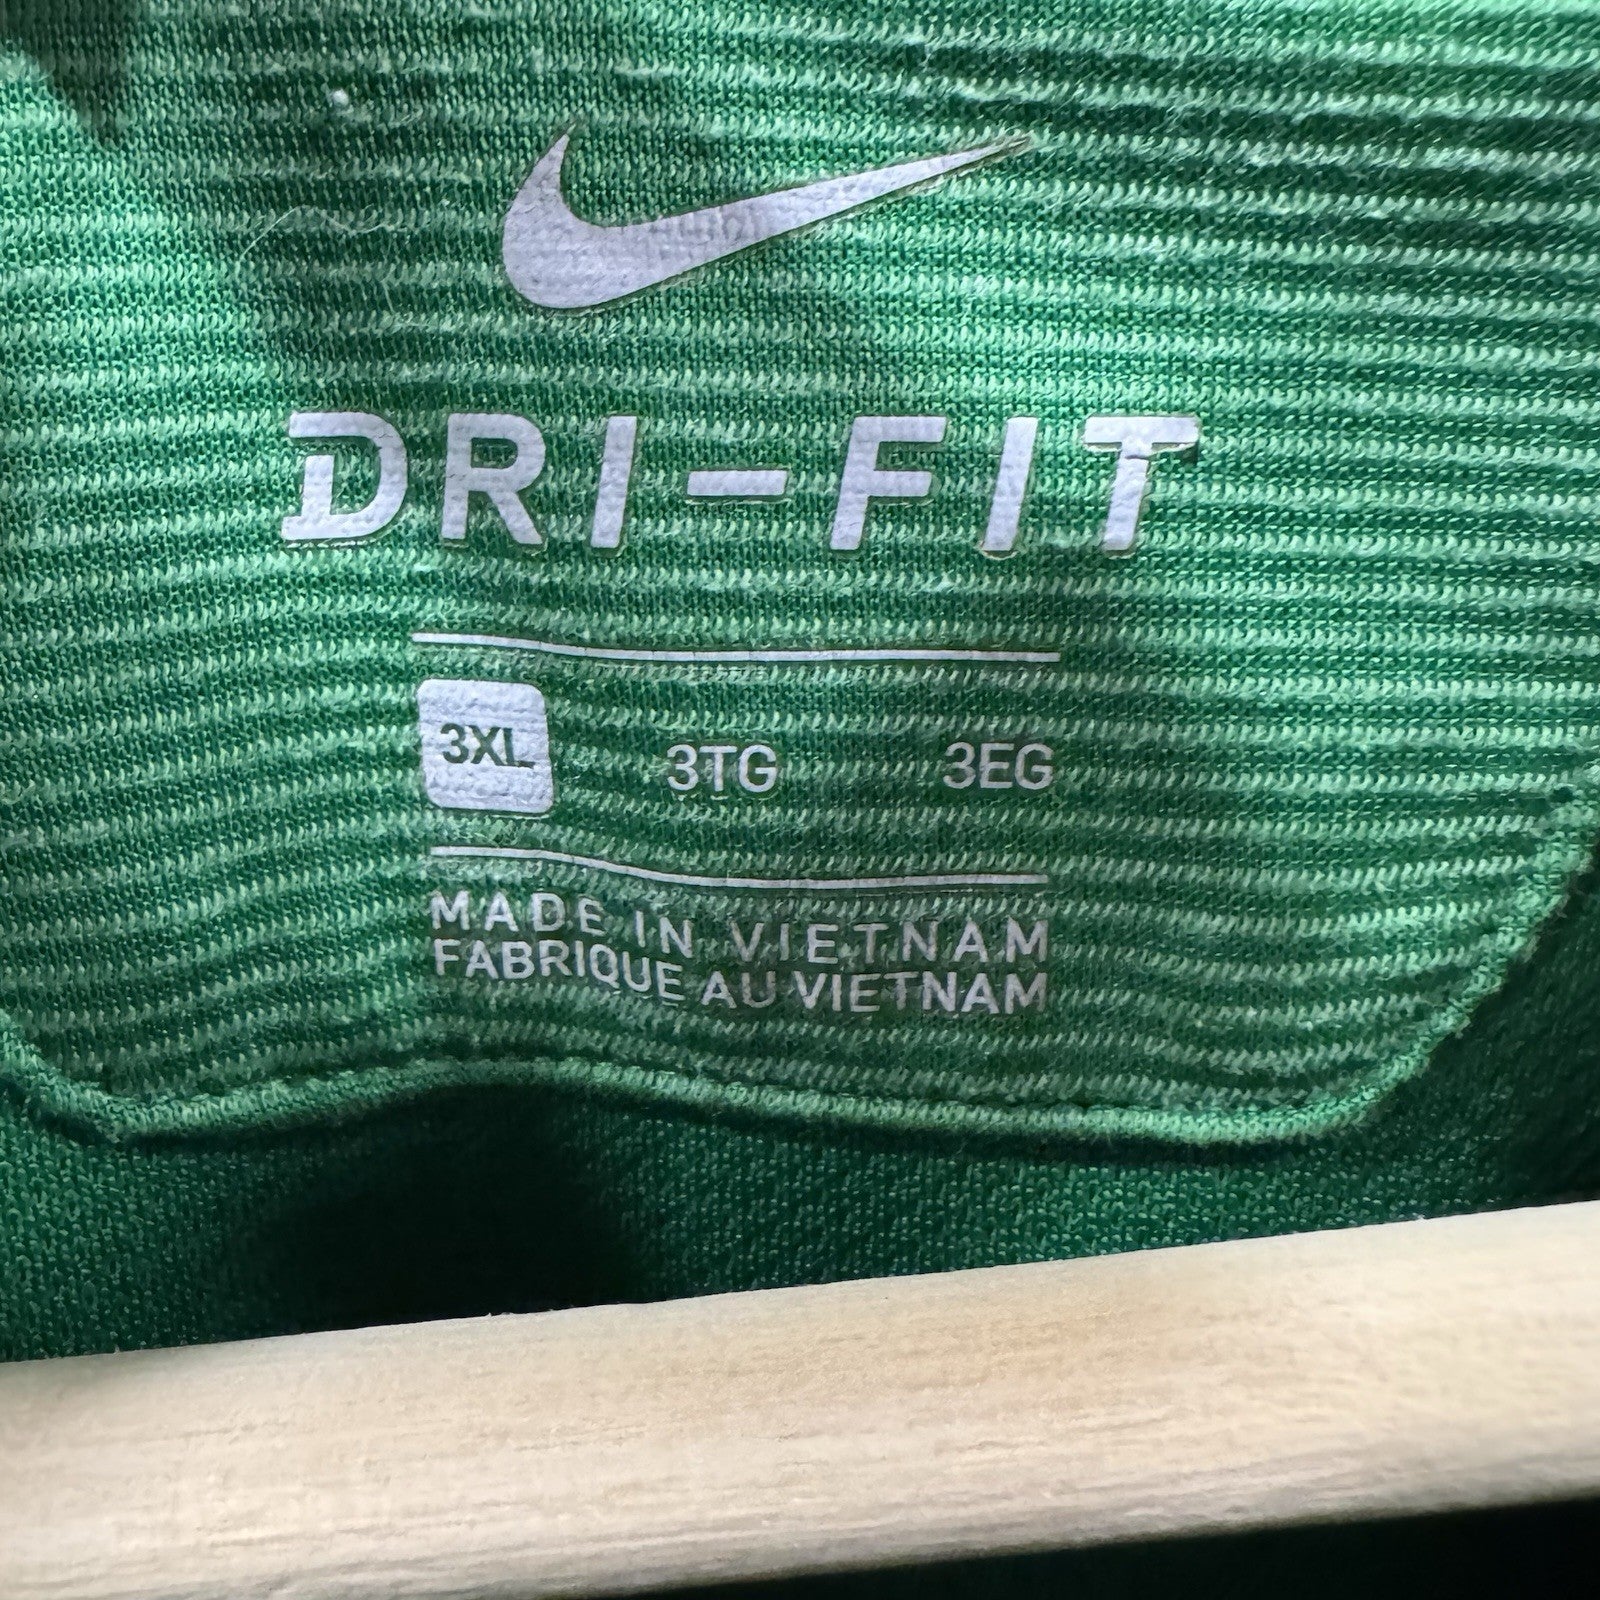 DRI-FIT
3XL 3TG 3EG
MADE IN VIETNAM
FABRIQUE AU VIETNAM